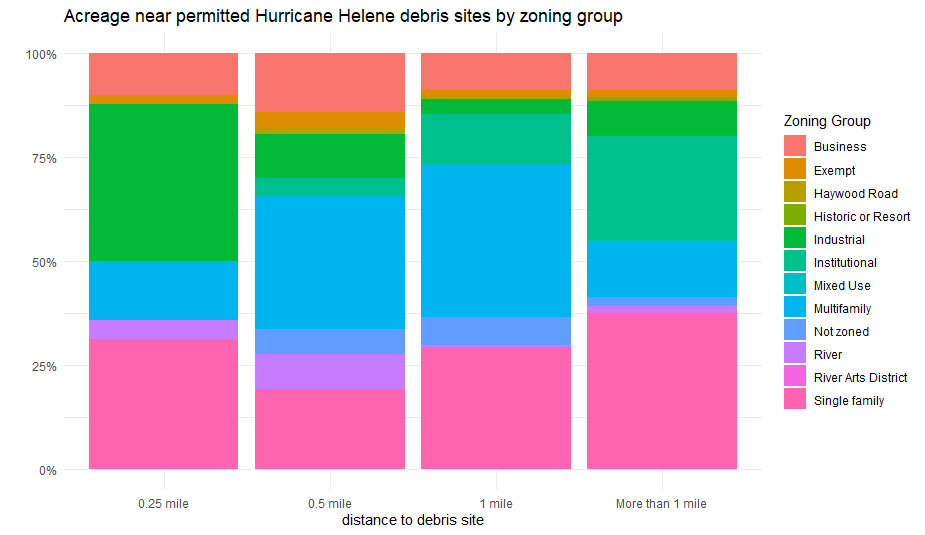 Acreage near permitted Hurricane Helene debris sites by zoning group
100%
75%
50%
25%
0%
0.25 mile
0.5 mile
1 mile
More than 1 mile
distance to debris site
Zoning Group
Business
Exempt
Haywood Road
Historic or Resort
Industrial
Institutional
Mixed Use
Multifamily
Not zoned
River
River Arts District
Single family